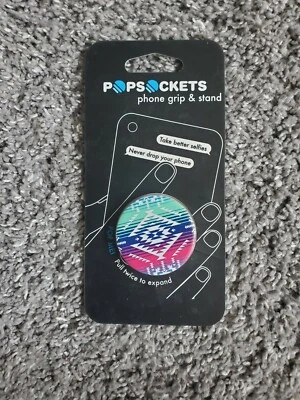 POPSOCKETS
phone grip & stand
Take better selfies
Never drop your phone
Pull twice to expand